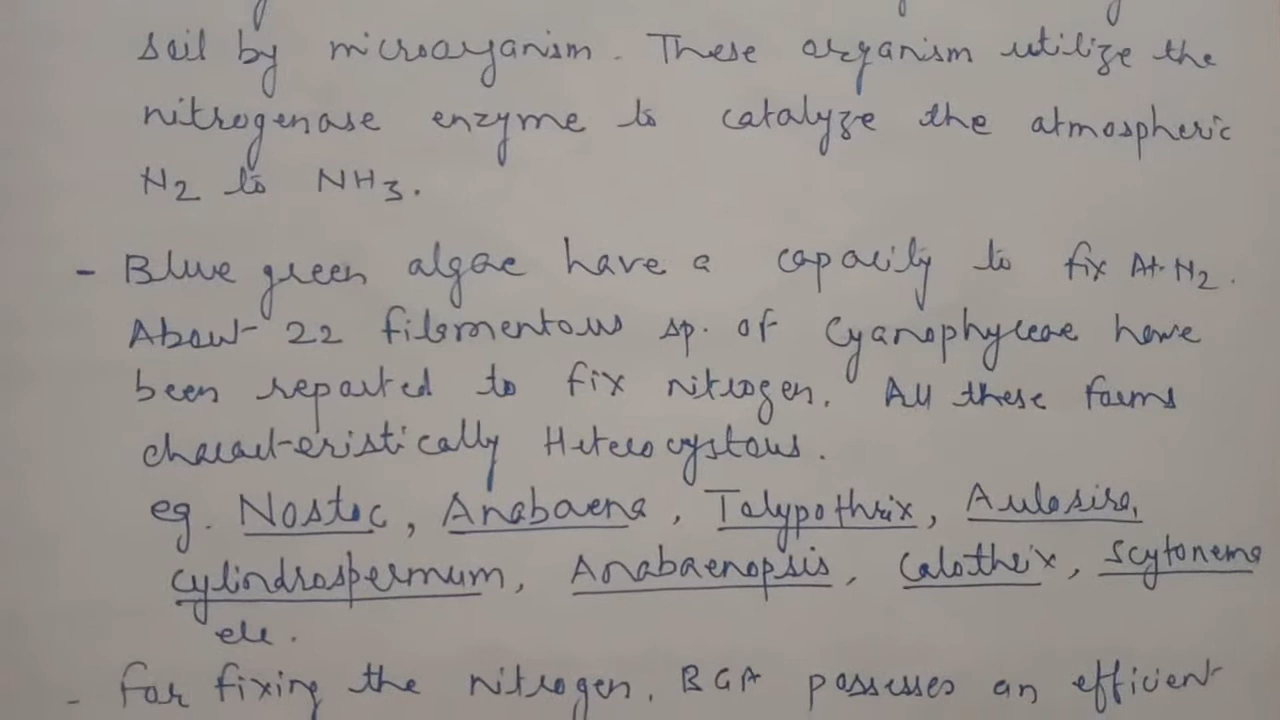 soil by microorganism. These organism utilize the
nitrogenase enzyme to catalyze the atmospheric
N2 to NH3.
- Blue green algae have a capacity to fix At. N2.
About 22 filamentous sp. of Cyanophyceae have
been reported to fix nitrogen. All these forms
characteristically Heterocystous.
eg. Nostoc, Anabaena, Tolypothrix, Aulosira,
Cylindrospermum, Anabaenopsis, Calothrix, Scytonema
etc.
- For fixing the nitrogen, BGA possesses an efficient